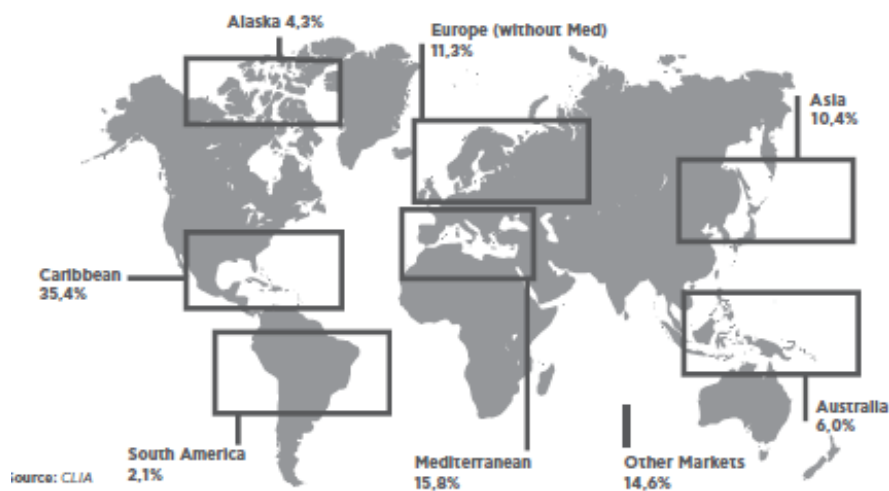 Alaska 4,3%
Europe (without Med)
11,3%
Asia
10,4%
Caribbean
35,4%
South America
2,1%
Mediterranean
15,8%
Other Markets
14,6%
Australia
6,0%
Source: CLIA